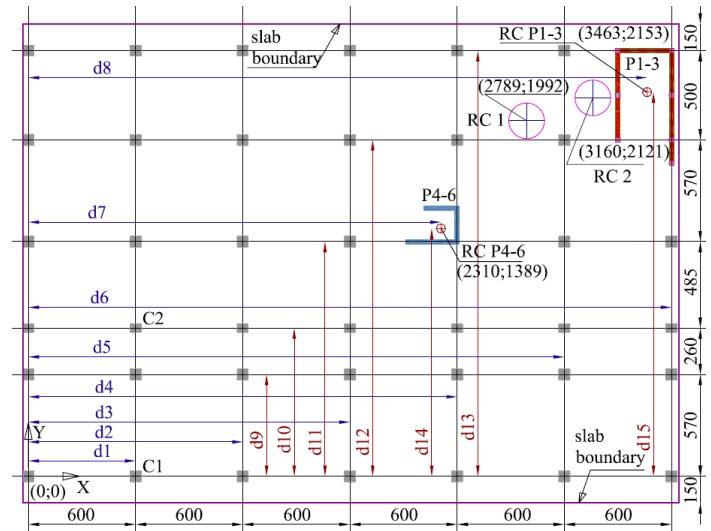 RC P1-3 (3463;2153)
slab
boundary
P1-3
d8
(2789;1992)
RC 1
(3160;2121)
RC 2
P4-6
d7
RC P4-6
(2310;1389)
d6
C2
d5
d4
d3
d2
d1
C1
Y
X
(0;0)
d9
d10
d11
d12
d14
d13
d15
slab
boundary
150
500
570
485
260
570
150
600 600 600 600 600 600